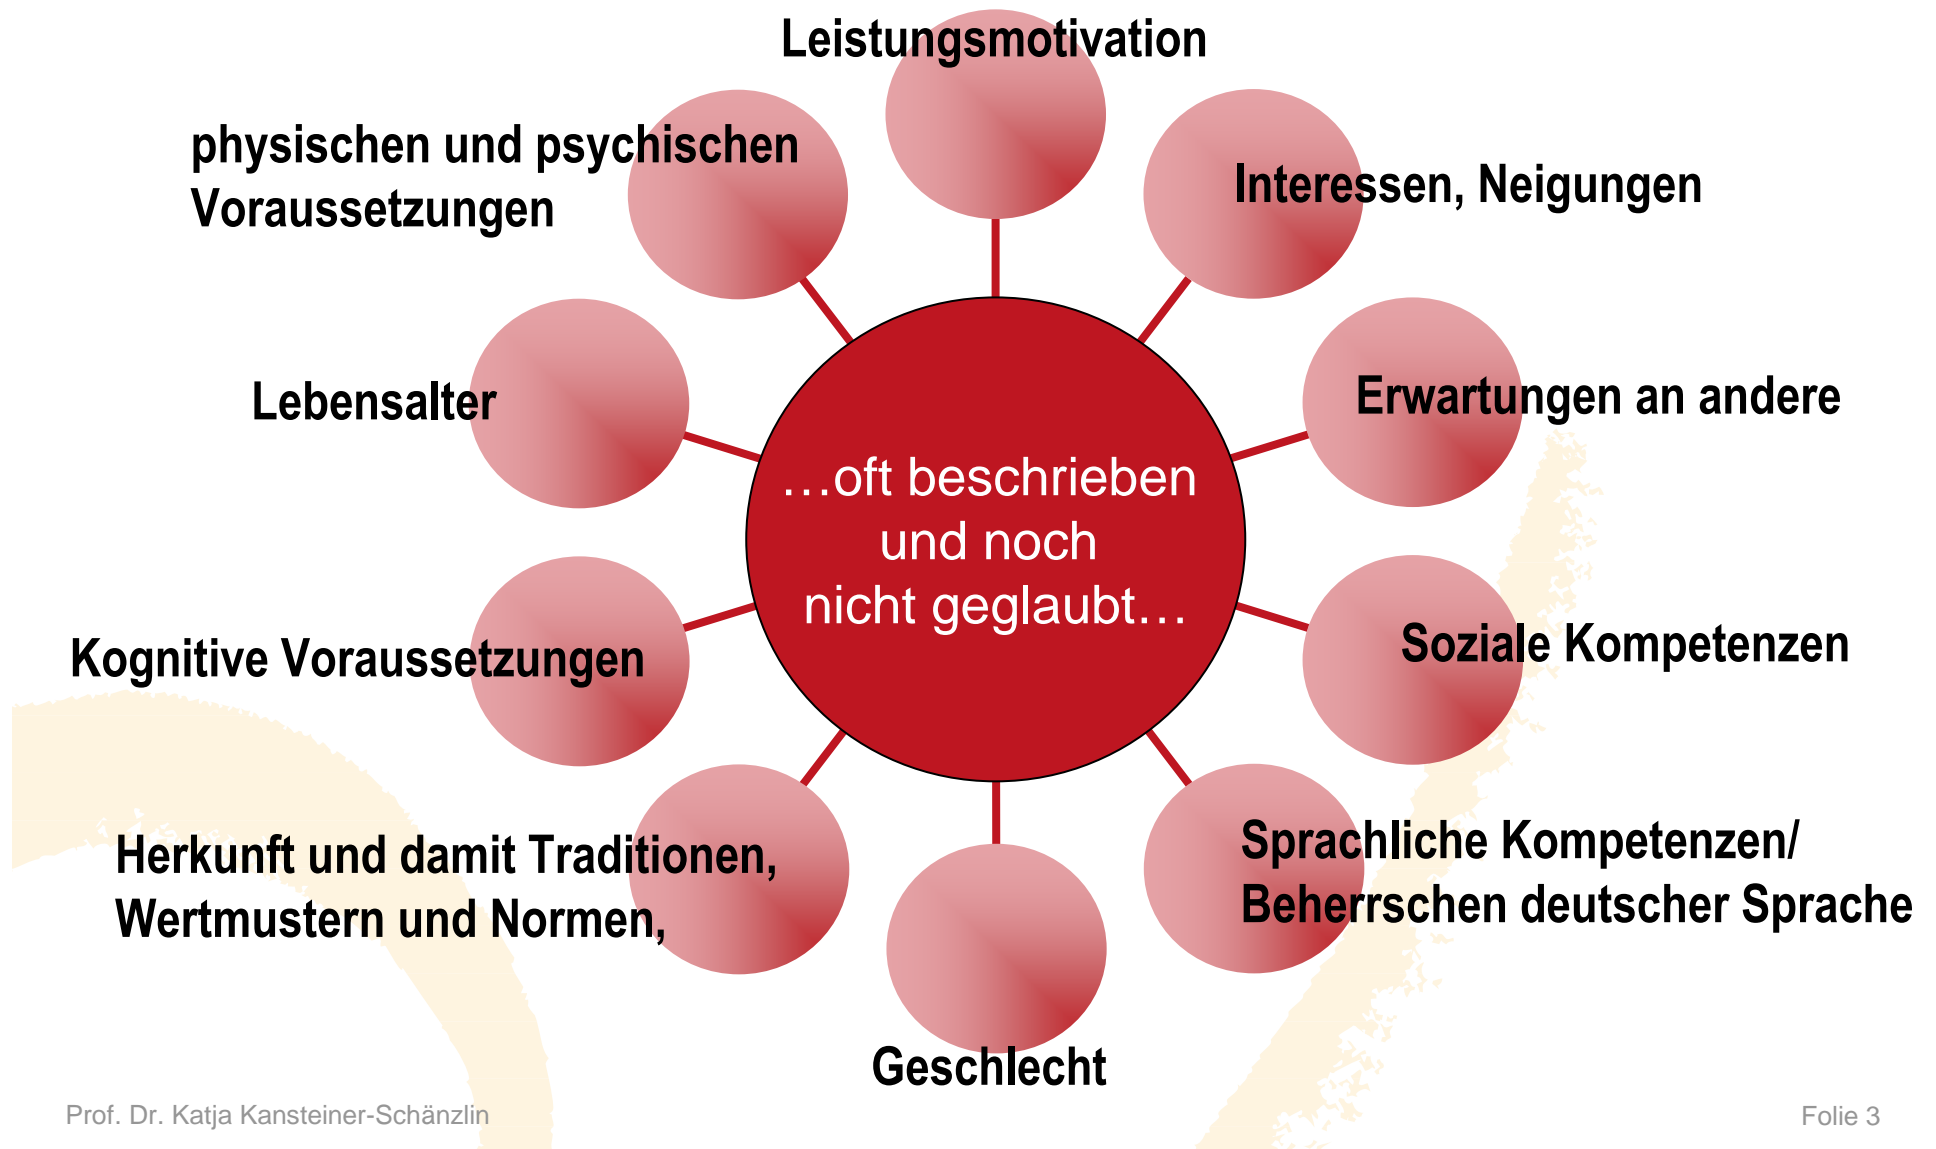 Leistungsmotivation
physischen und psychischen
Voraussetzungen
Interessen, Neigungen
Lebensalter
Erwartungen an andere
…oft beschrieben
und noch
nicht geglaubt…
Kognitive Voraussetzungen
Soziale Kompetenzen
Herkunft und damit Traditionen,
Wertmustern und Normen,
Sprachliche Kompetenzen/
Beherrschen deutscher Sprache
Geschlecht
Prof. Dr. Katja Kansteiner-Schänzlin
Folie 3